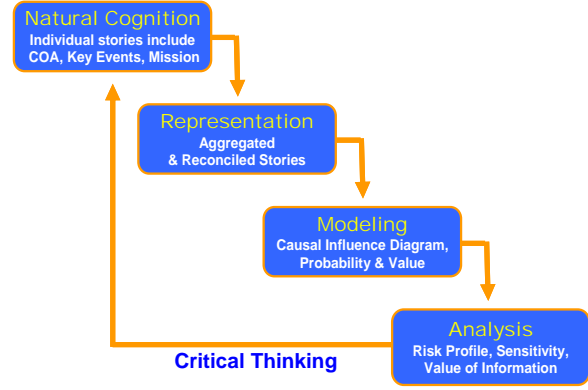 Natural Cognition
Individual stories include
COA, Key Events, Mission
Representation
Aggregated
& Reconciled Stories
Modeling
Causal Influence Diagram,
Probability & Value
Analysis
Risk Profile, Sensitivity,
Value of Information
Critical Thinking